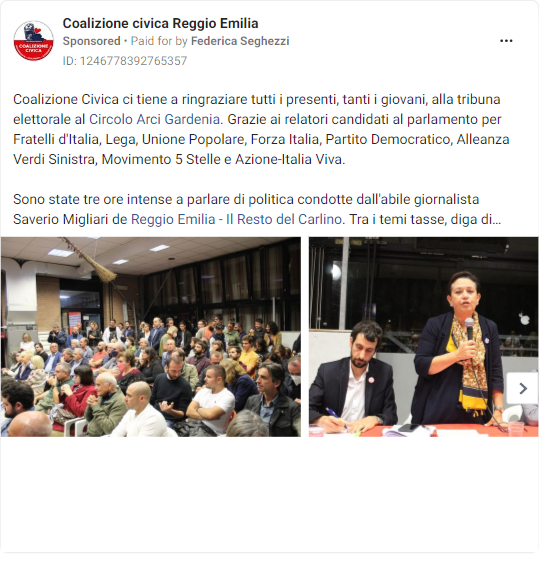 Coalizione civica Reggio Emilia
Sponsored • Paid for by Federica Seghezzi
ID: 1246778392765357
COALIZIONE
CIVICA
Coalizione Civica ci tiene a ringraziare tutti i presenti, tanti i giovani, alla tribuna
elettorale al Circolo Arci Gardenia. Grazie ai relatori candidati al parlamento per
Fratelli d'Italia, Lega, Unione Popolare, Forza Italia, Partito Democratico, Alleanza
Verdi Sinistra, Movimento 5 Stelle e Azione-Italia Viva.
Sono state tre ore intense a parlare di politica condotte dall'abile giornalista
Saverio Migliari de Reggio Emilia - Il Resto del Carlino. Tra i temi tasse, diga di...